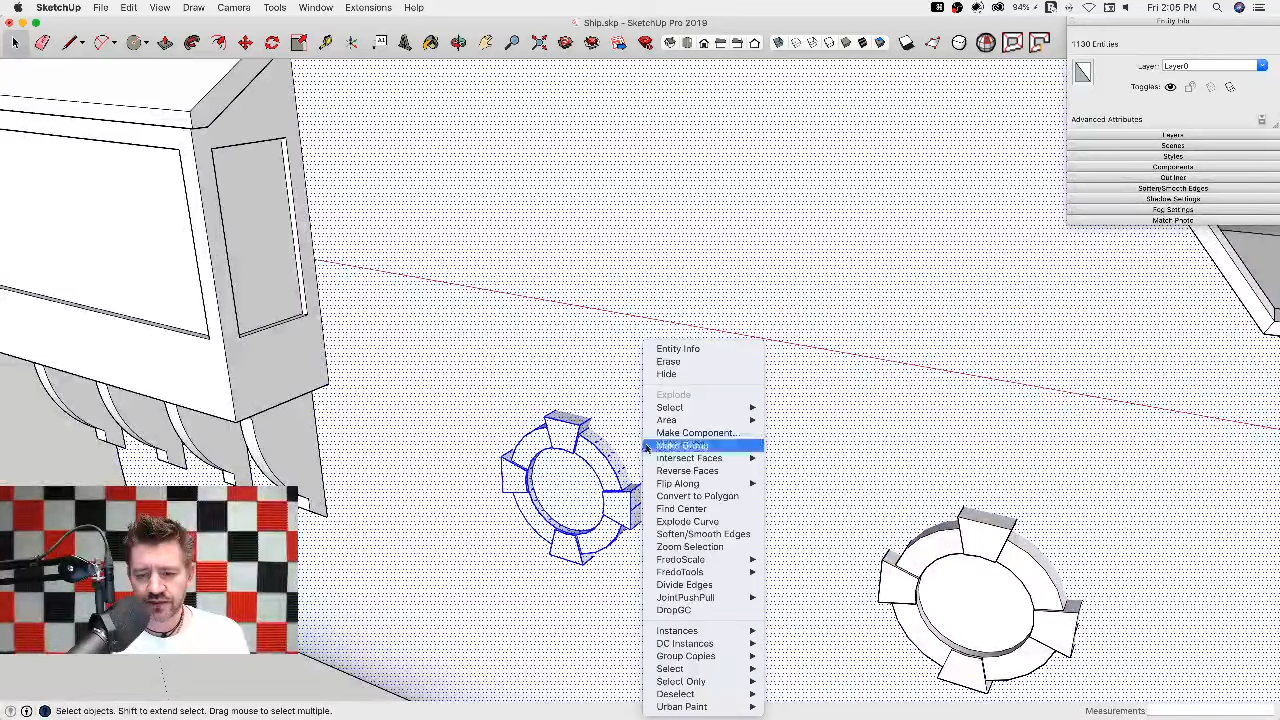 SketchUp File Edit View Draw Camera Tools Window Extensions Help 94% Fri 2:05 PM
Ship.skp - SketchUp Pro 2019
Entity Info
1130 Entities
Layer: Layer0
Toggles:
Advanced Attributes
Layers
Scenes
Styles
Components
Outliner
Soften/Smooth Edges
Shadow Settings
Fog Settings
Match Photo
Entity Info
Erase
Hide
Explode
Select
Area
Make Component...
Make Group
Intersect Faces
Reverse Faces
Flip Along
Convert to Polygon
Find Center
Explode Curve
Soften/Smooth Edges
Zoom Selection
FredoScale
FredoTools
Divide Edges
JointPushPull
DropGC
Instances
DC Instances
Group Copies
Select
Select Only
Deselect
Urban Paint
Select objects. Shift to extend select. Drag mouse to select multiple. Measurements